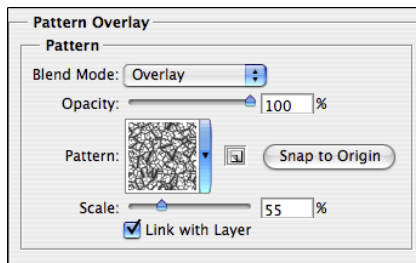 Pattern Overlay
Pattern
Blend Mode: Overlay
Opacity: 100 %
Pattern: Snap to Origin
Scale: 55 %
Link with Layer